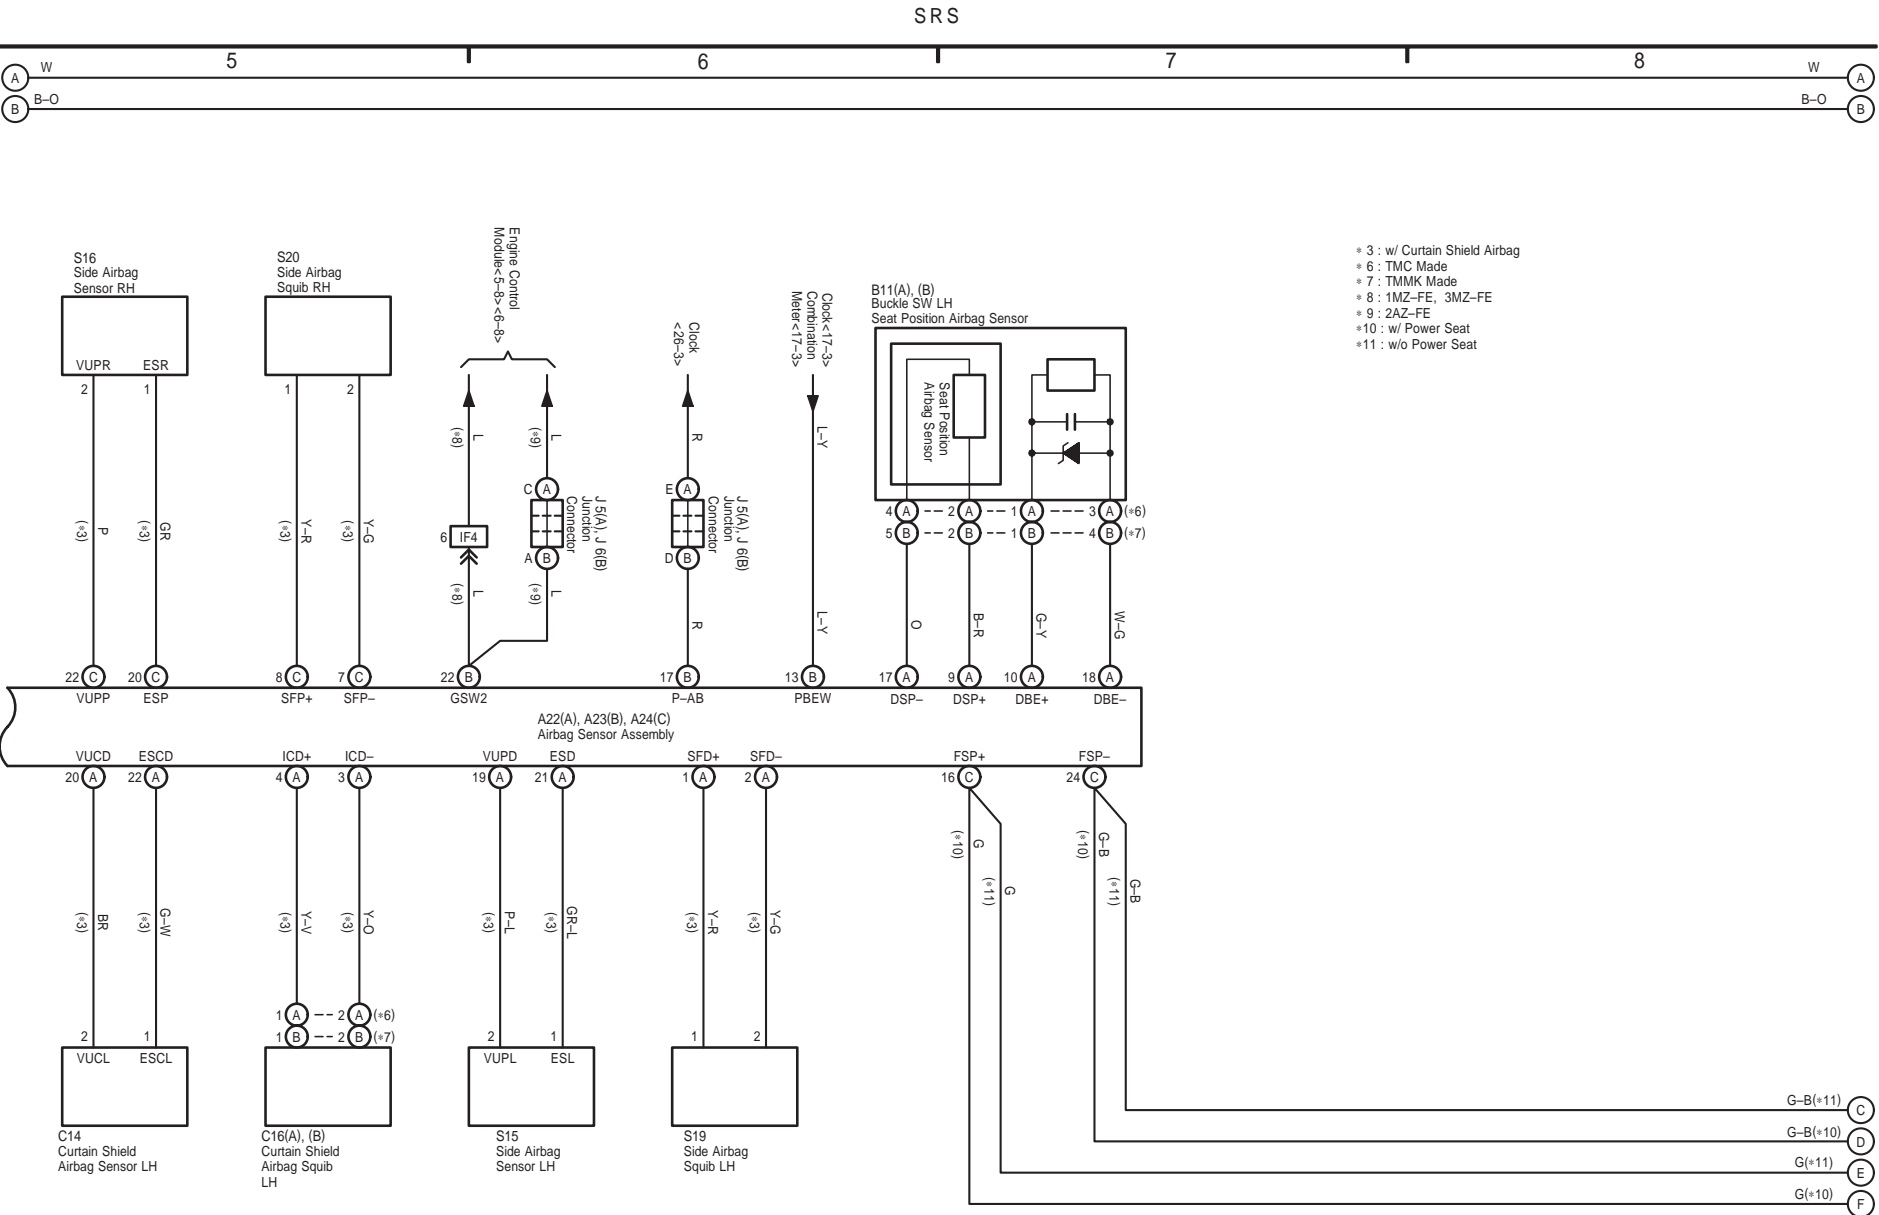 SRS
5 6 7 8
A W W A
B B–O B–O B
S16
Side Airbag
Sensor RH
VUPR ESR
2 1
P (*3) GR (*3)
22 C 20 C
VUPP ESP
S20
Side Airbag
Squib RH
1 2
Y–R (*3) Y–G (*3)
8 C 7 C
SFP+ SFP–
Engine Control
Module<5–8><6–8>
L (*8) L (*9)
C A
6 IF4
J 5(A), J 6(B)
Junction
Connector
A B
L (*8) L (*9)
22 B
GSW2
Clock
<26–3>
R
E A
J 5(A), J 6(B)
Junction
Connector
D B
R
17 B
P–AB
Clock<17–3>
Combination
Meter<17–3>
L–Y
L–Y
13 B
PBEW
B11(A), (B)
Buckle SW LH
Seat Position Airbag Sensor
Seat Position
Airbag Sensor
4 A 2 A 1 A 3 A (*6)
5 B 2 B 1 B 4 B (*7)
O B–R G–Y W–G
17 A 9 A 10 A 18 A
DSP– DSP+ DBE+ DBE–
* 3 : w/ Curtain Shield Airbag
* 6 : TMC Made
* 7 : TMMK Made
* 8 : 1MZ–FE, 3MZ–FE
* 9 : 2AZ–FE
*10 : w/ Power Seat
*11 : w/o Power Seat
A22(A), A23(B), A24(C)
Airbag Sensor Assembly
VUCD ESCD
20 A 22 A
BR (*3) G–W (*3)
2 1
VUCL ESCL
C14
Curtain Shield
Airbag Sensor LH
ICD+ ICD–
4 A 3 A
Y–V (*3) Y–O (*3)
1 A 2 A (*6)
1 B 2 B (*7)
C16(A), (B)
Curtain Shield
Airbag Squib
LH
VUPD ESD
19 A 21 A
P–L (*3) GR–L (*3)
2 1
VUPL ESL
S15
Side Airbag
Sensor LH
SFD+ SFD–
1 A 2 A
Y–R (*3) Y–G (*3)
1 2
S19
Side Airbag
Squib LH
FSP+ FSP–
16 C 24 C
G (*10) G–B (*10)
G (*11) G–B (*11)
G–B(*11) C
G–B(*10) D
G(*11) E
G(*10) F